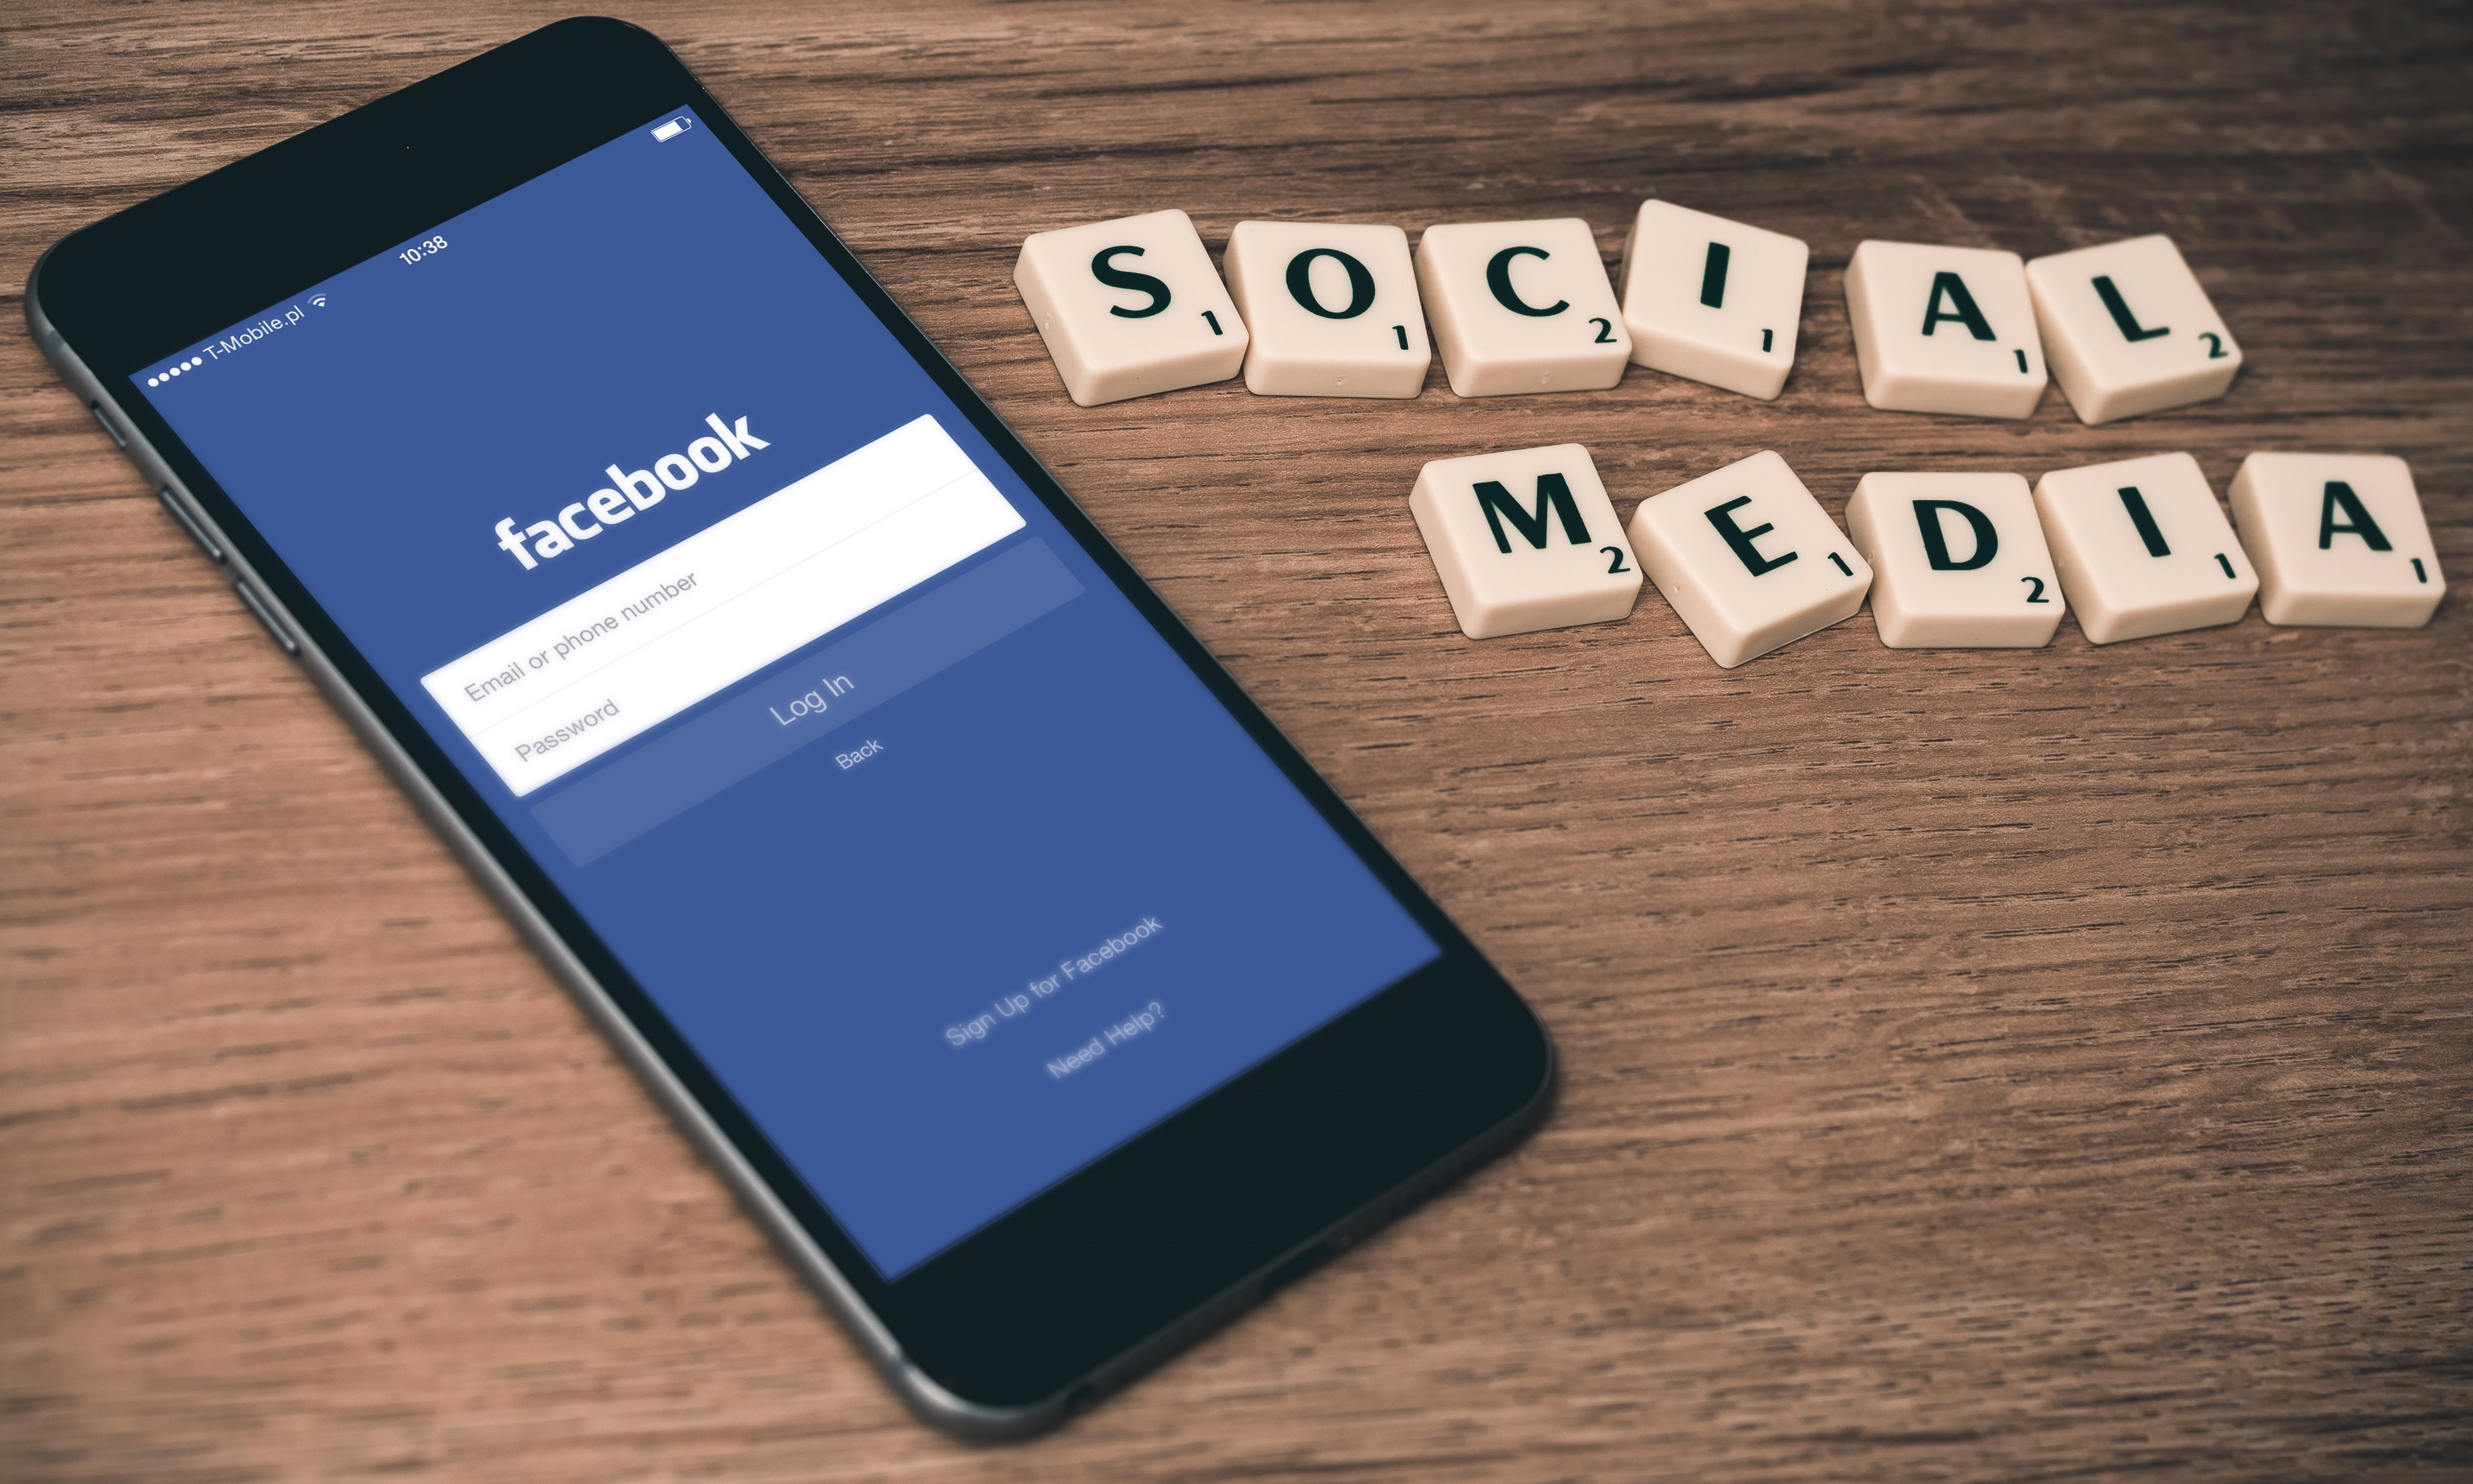 T-Mobile.pl 10:38
facebook
Email or phone number
Password
Log In
Back
Sign Up for Facebook
Need Help?
S1 O1 C2 I1 A1 L2
M2 E1 D2 I1 A1